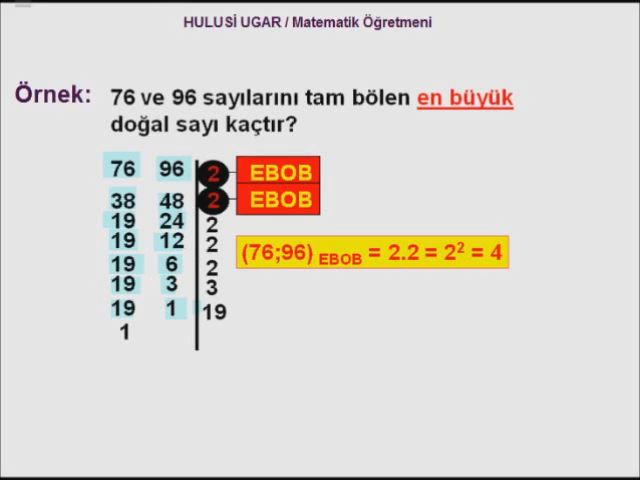 HULUSİ UGAR / Matematik Öğretmeni
Örnek: 76 ve 96 sayılarını tam bölen en büyük
doğal sayı kaçtır?
76 96 2 EBOB
38 48 2 EBOB
19 24 2
19 12 2
(76;96) EBOB = 2.2 = 2² = 4
19 6 2
19 3 3
19 1 19
1